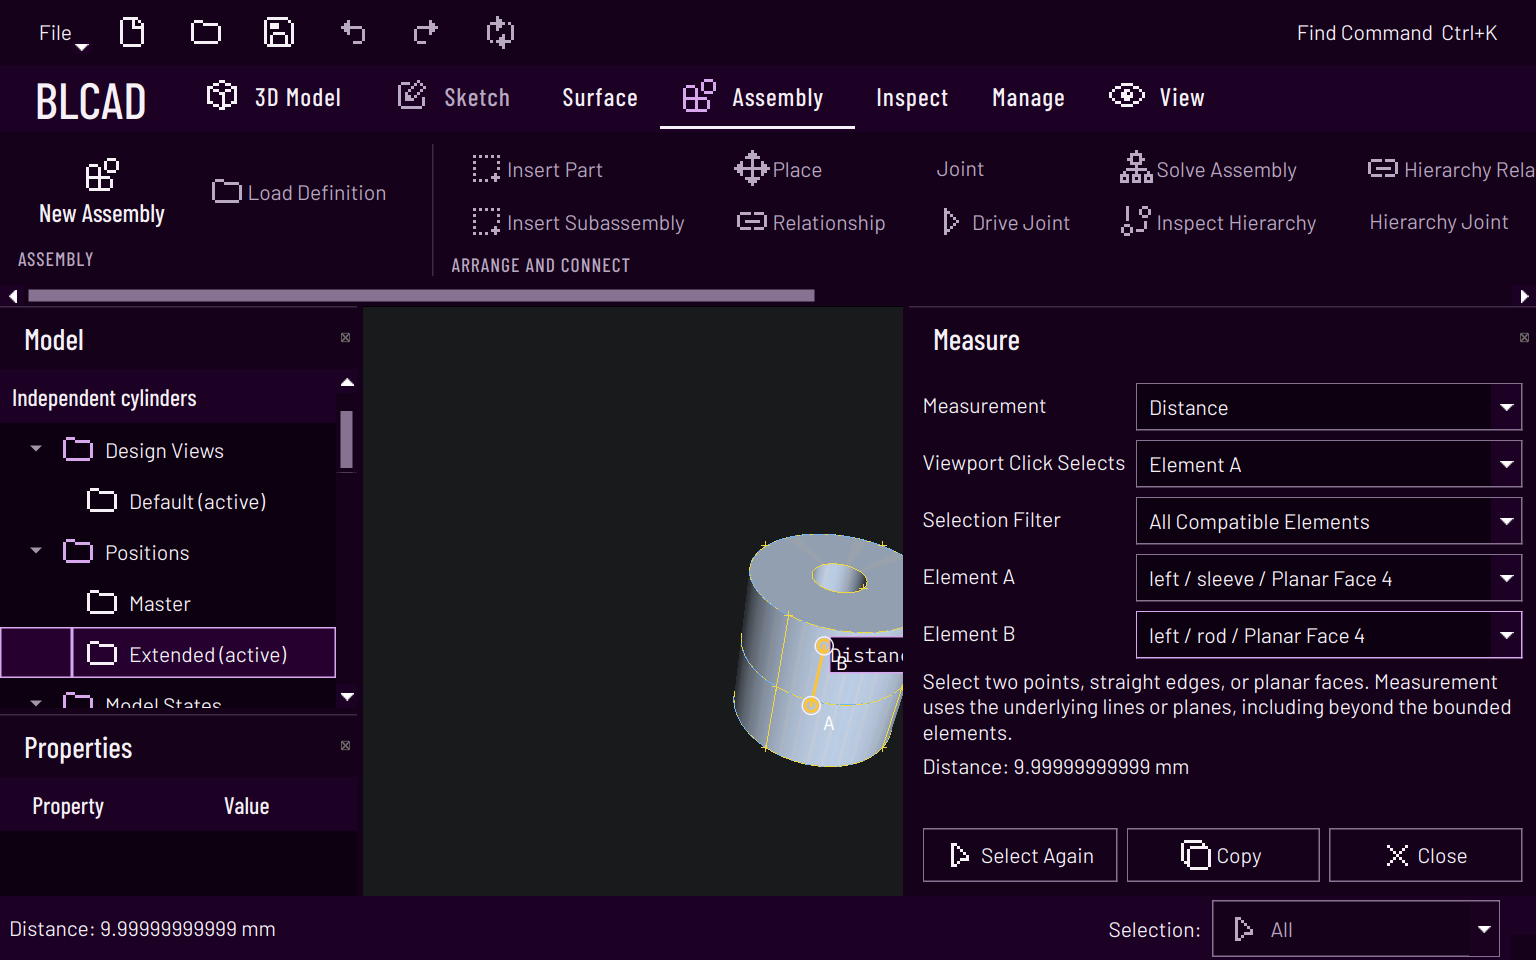 File
Find Command Ctrl+K
BLCAD
3D Model
Sketch
Surface
Assembly
Inspect
Manage
View
New Assembly
Load Definition
ASSEMBLY
Insert Part
Place
Joint
Solve Assembly
Hierarchy Rela
Insert Subassembly
Relationship
Drive Joint
Inspect Hierarchy
Hierarchy Joint
ARRANGE AND CONNECT
Model
Independent cylinders
Design Views
Default (active)
Positions
Master
Extended (active)
Model States
Properties
Property Value
Distanc
B
A
Measure
Measurement Distance
Viewport Click Selects Element A
Selection Filter All Compatible Elements
Element A left / sleeve / Planar Face 4
Element B left / rod / Planar Face 4
Select two points, straight edges, or planar faces. Measurement
uses the underlying lines or planes, including beyond the bounded
elements.
Distance: 9.99999999999 mm
Select Again
Copy
Close
Distance: 9.99999999999 mm
Selection: All